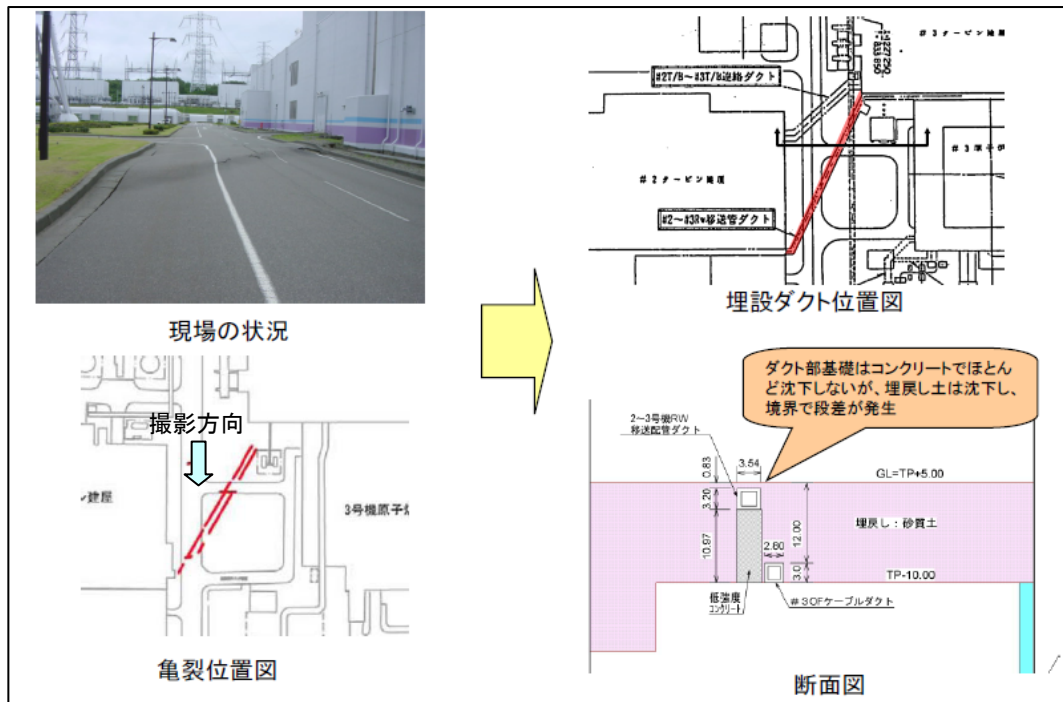 現場の状況
撮影方向
建屋
3号機原子炉
亀裂位置図
#3タービン建屋
#2T/B～#3T/B連絡ダクト
#3原子炉
#2タービン建屋
#2～#3Rw移送管ダクト
埋設ダクト位置図
ダクト部基礎はコンクリートでほとん
ど沈下しないが、埋戻し土は沈下し、
境界で段差が発生
2～3号機RW
移送配管ダクト
0.83
3.54
GL=TP+5.00
3.20
埋戻し：砂質土
10.97
12.00
2.60
3.0
TP-10.00
低強度
コンクリート
#3OFケーブルダクト
断面図